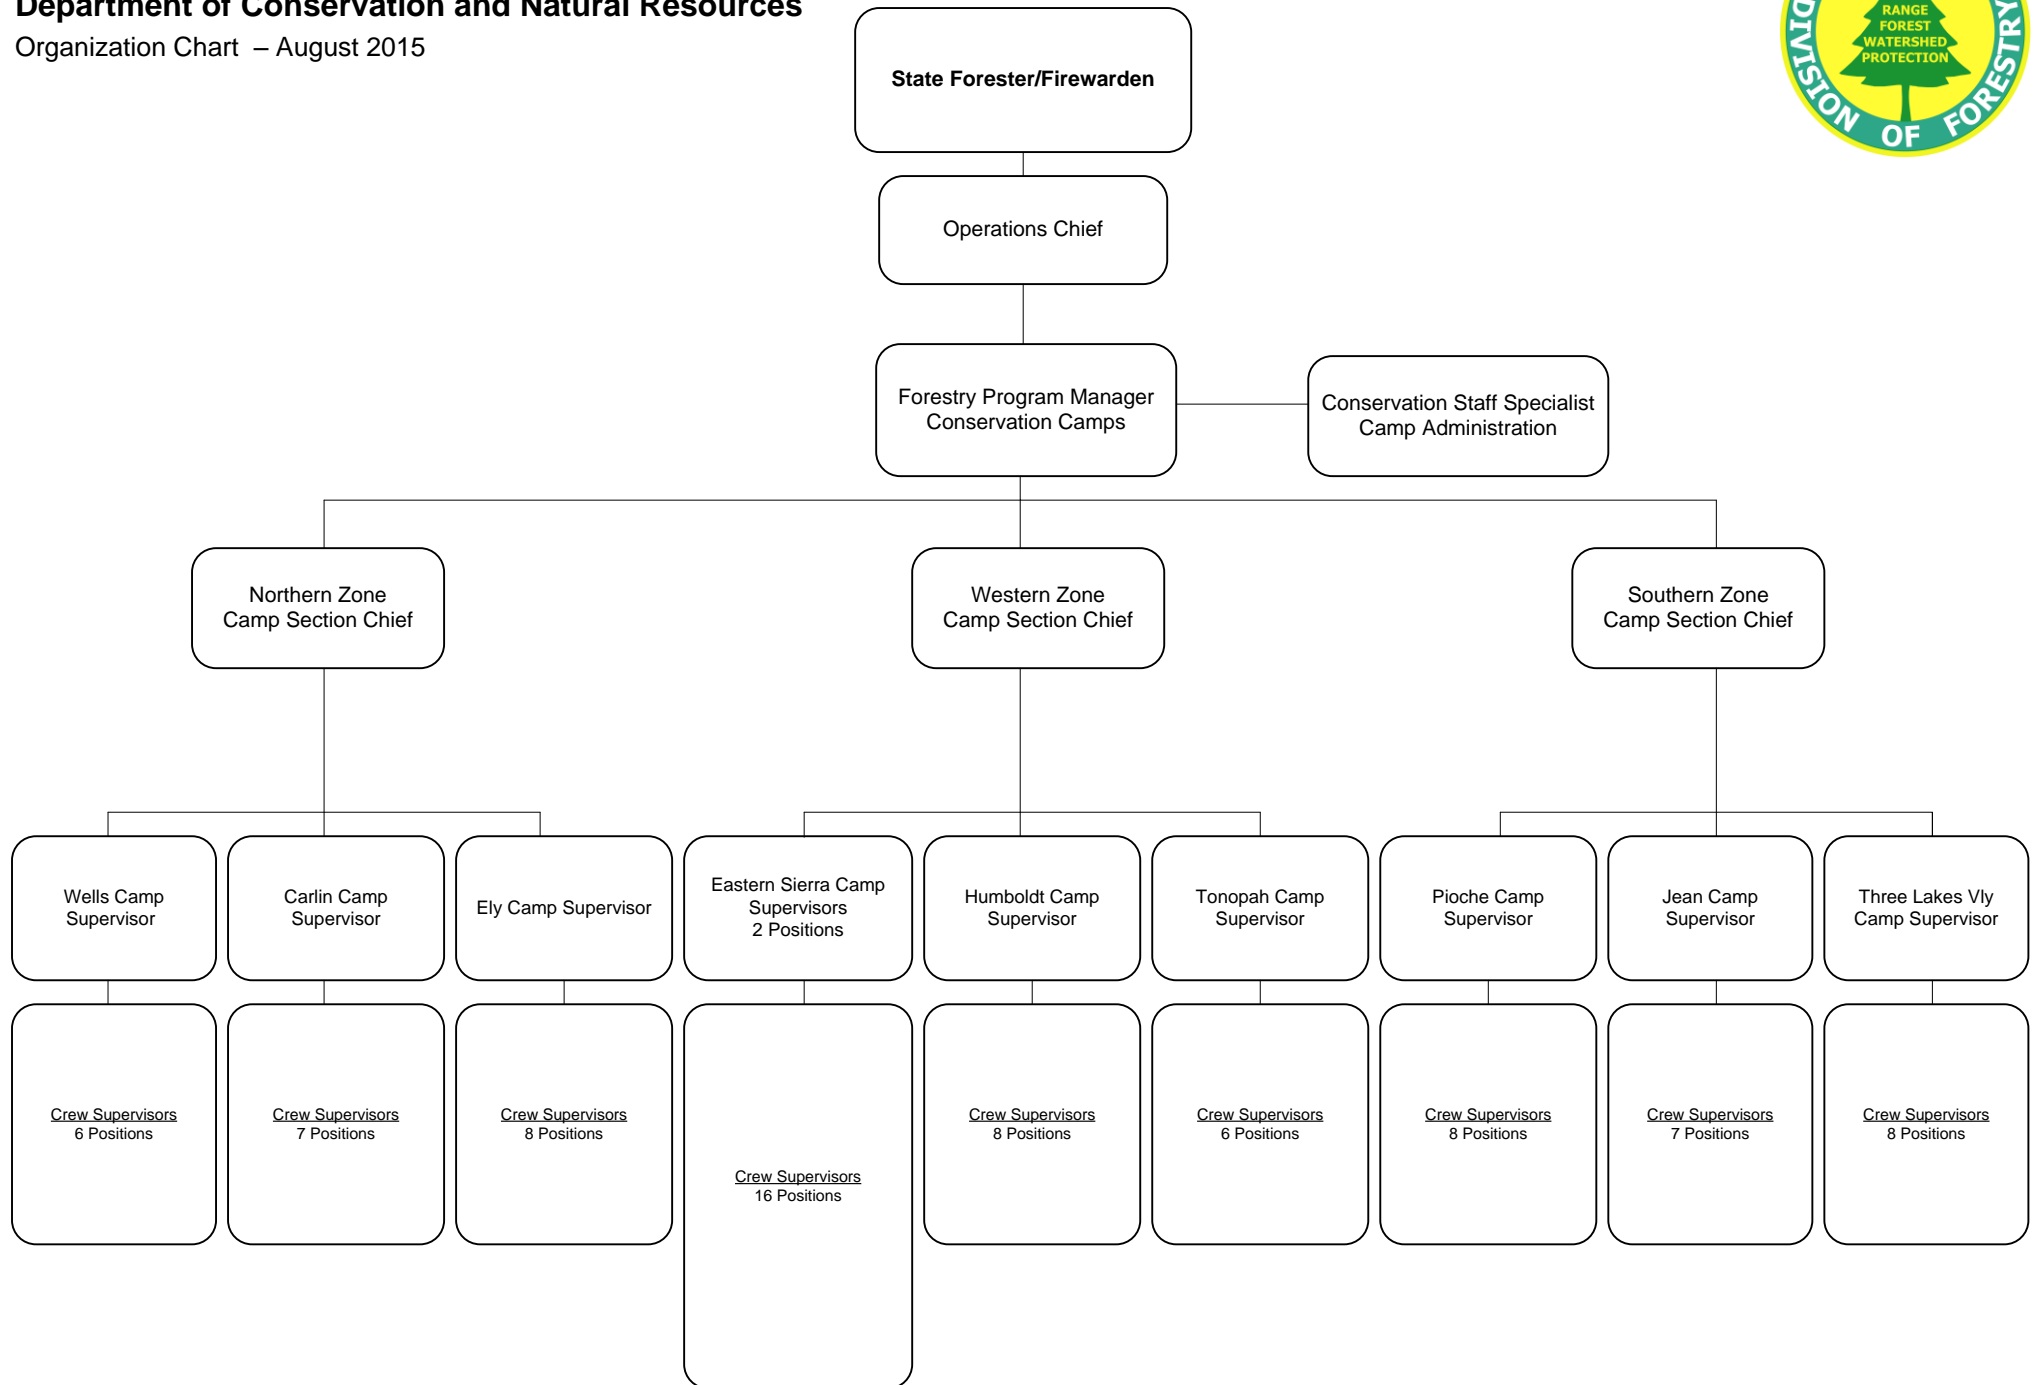 Department of Conservation and Natural Resources
Organization Chart – August 2015
RANGE
FOREST
WATERSHED
PROTECTION
DIVISION OF FORESTRY
State Forester/Firewarden
Operations Chief
Forestry Program Manager
Conservation Camps
Conservation Staff Specialist
Camp Administration
Northern Zone
Camp Section Chief
Western Zone
Camp Section Chief
Southern Zone
Camp Section Chief
Wells Camp
Supervisor
Carlin Camp
Supervisor
Ely Camp Supervisor
Eastern Sierra Camp
Supervisors
2 Positions
Humboldt Camp
Supervisor
Tonopah Camp
Supervisor
Pioche Camp
Supervisor
Jean Camp
Supervisor
Three Lakes Vly
Camp Supervisor
Crew Supervisors
6 Positions
Crew Supervisors
7 Positions
Crew Supervisors
8 Positions
Crew Supervisors
16 Positions
Crew Supervisors
8 Positions
Crew Supervisors
6 Positions
Crew Supervisors
8 Positions
Crew Supervisors
7 Positions
Crew Supervisors
8 Positions